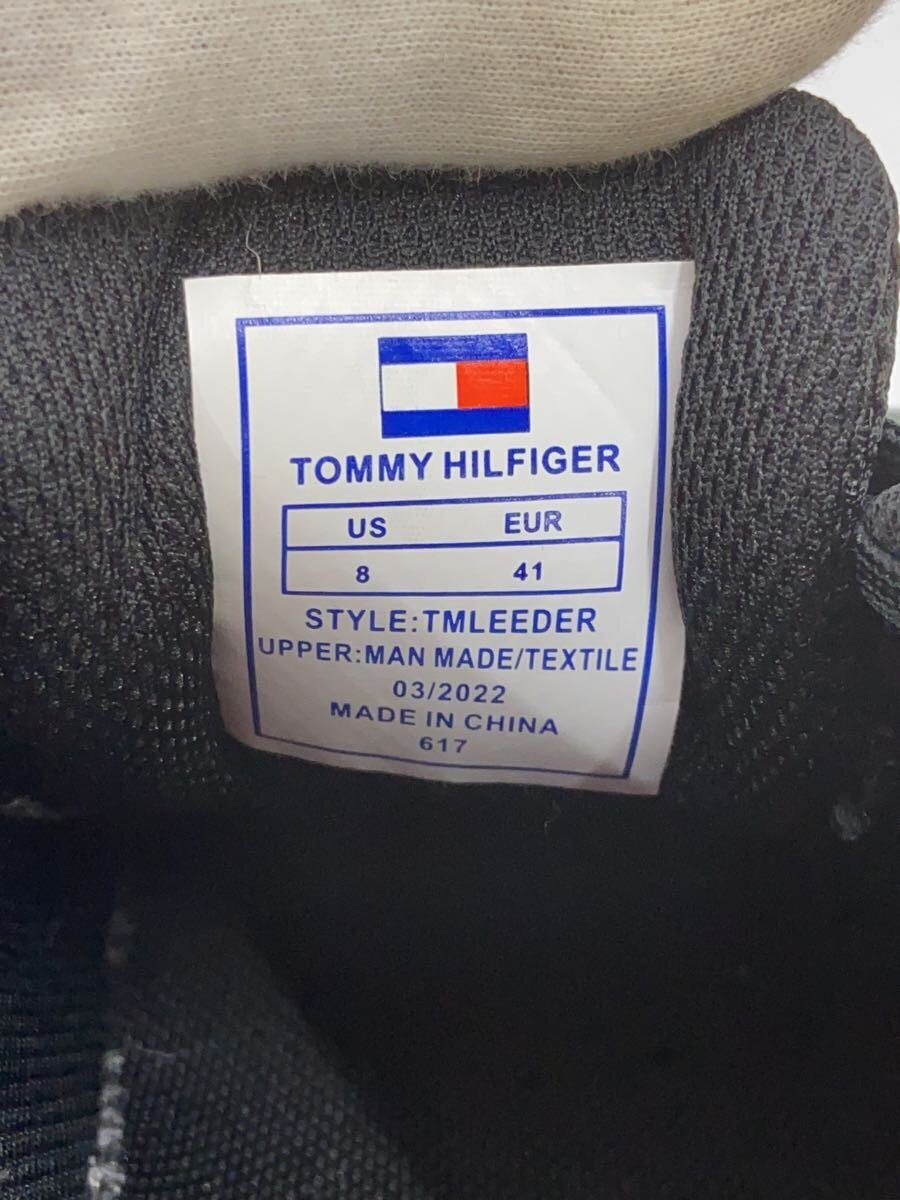 TOMMY HILFIGER
US EUR
8 41
STYLE:TMLEEDER
UPPER:MAN MADE/TEXTILE
03/2022
MADE IN CHINA
617